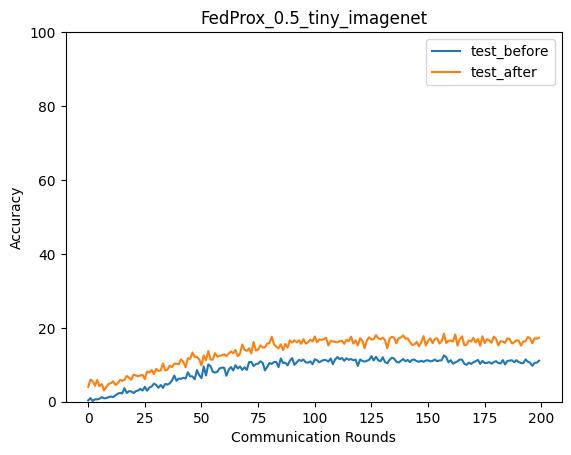 FedProx_0.5_tiny_imagenet
100
80
60
40
20
0
Accuracy
test_before
test_after
0 25 50 75 100 125 150 175 200
Communication Rounds